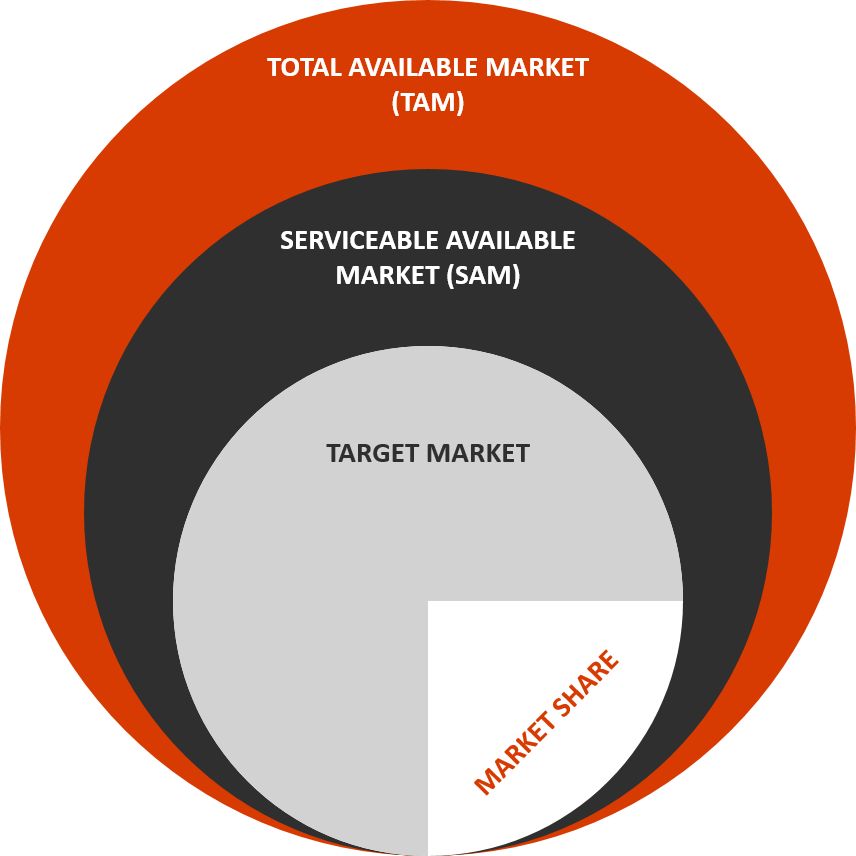 TOTAL AVAILABLE MARKET
(TAM)
SERVICEABLE AVAILABLE
MARKET (SAM)
TARGET MARKET
MARKET SHARE